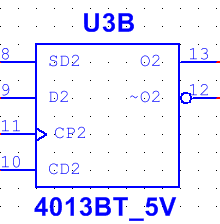 U3B
8 SD2 O2 13
9 D2 ~O2 12
11 CP2
10 CD2
4013BT_5V